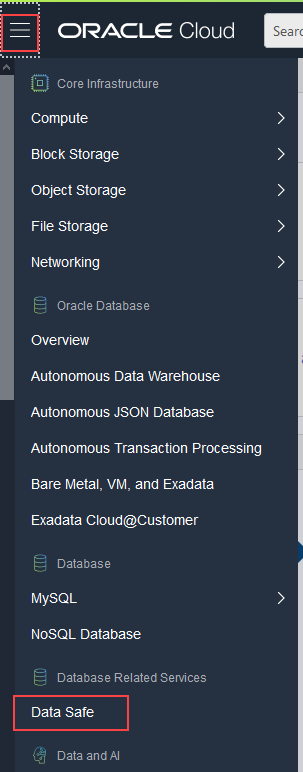 ORACLE Cloud
Searc
Core Infrastructure
Compute
Block Storage
Object Storage
File Storage
Networking
Oracle Database
Overview
Autonomous Data Warehouse
Autonomous JSON Database
Autonomous Transaction Processing
Bare Metal, VM, and Exadata
Exadata Cloud@Customer
Database
MySQL
NoSQL Database
Database Related Services
Data Safe
Data and AI